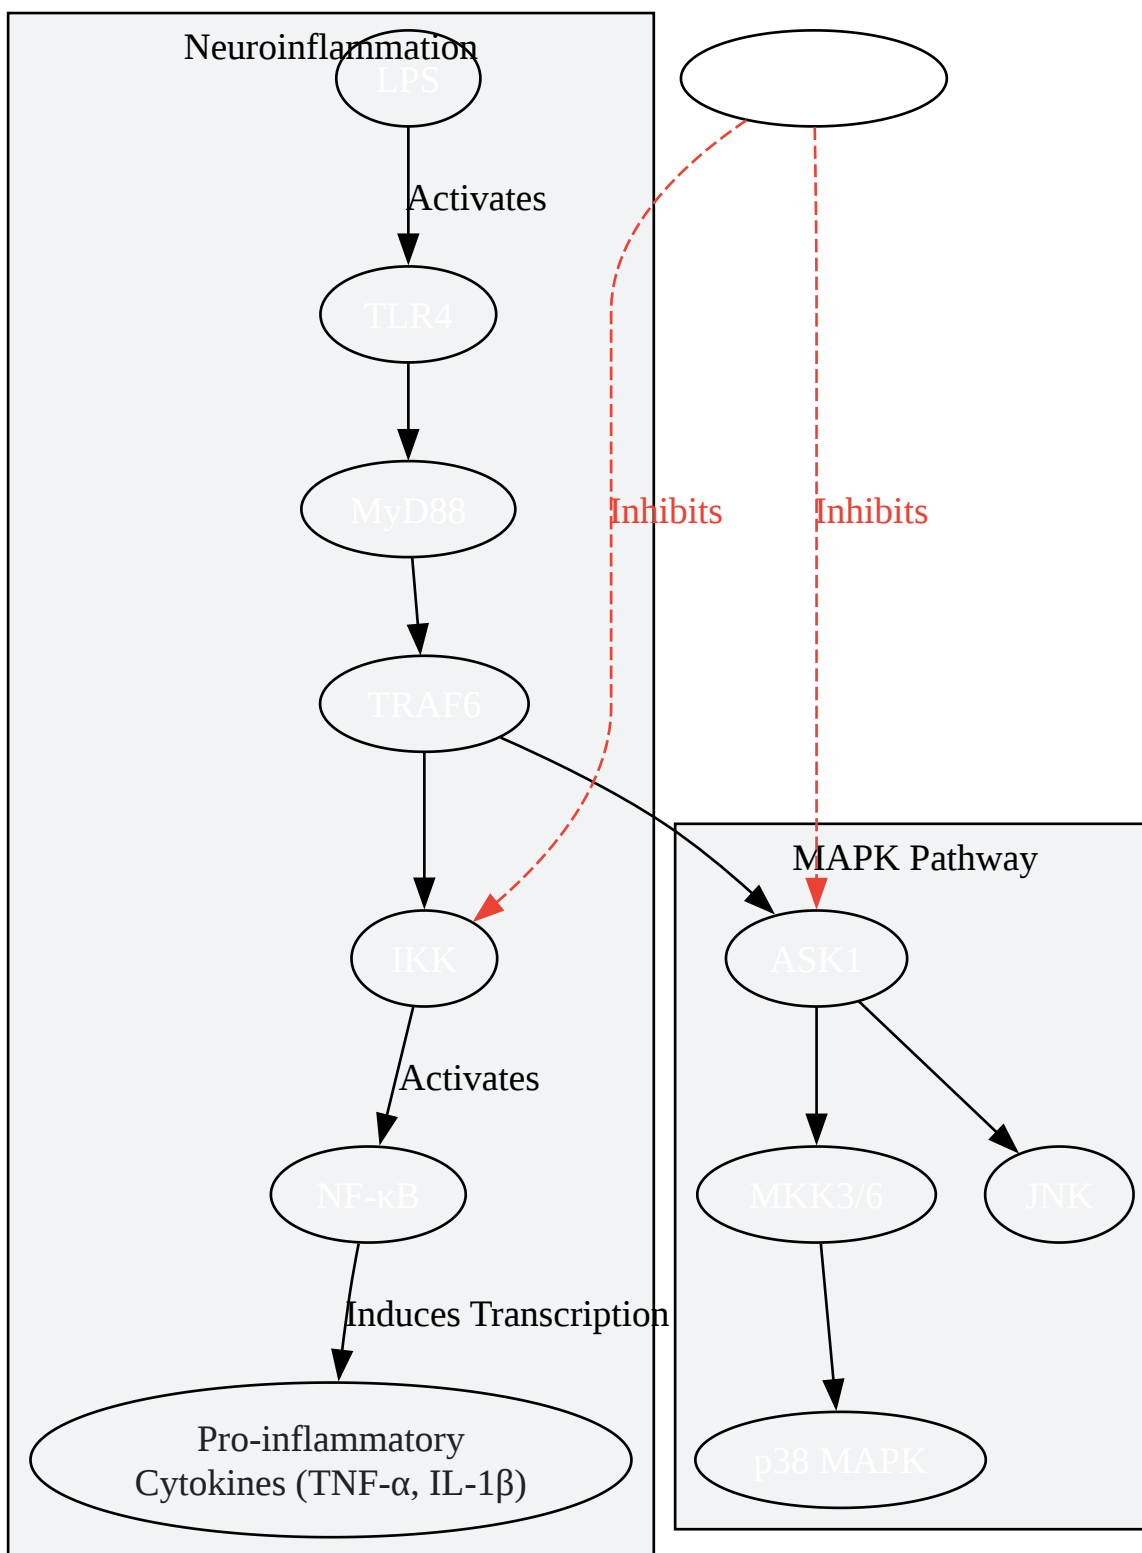 Neuroinflammation
LPS
Activates
TLR4
MyD88
Inhibits
Inhibits
TRAF6
MAPK Pathway
IKK
ASK1
Activates
NF-κB
MKK3/6
JNK
Induces Transcription
Pro-inflammatory
Cytokines (TNF-α, IL-1β)
p38 MAPK